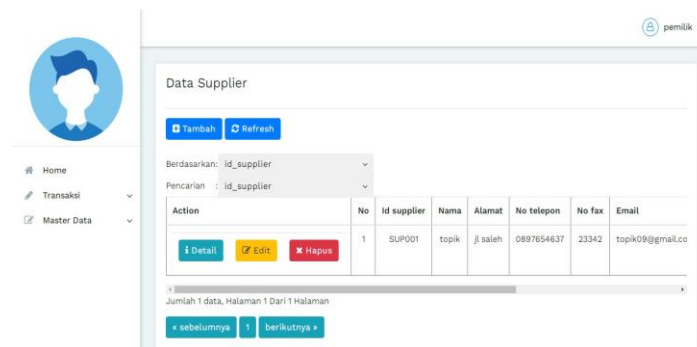 pemilik
Home
Transaksi
Master Data
Data Supplier
Tambah Refresh
Berdasarkan: id_supplier
Pencarian : id_supplier
Action No Id supplier Nama Alamat No telepon No fax Email
Detail Edit Hapus 1 SUP001 topik jl saleh 0897654637 23342 topik09@gmail.co
Jumlah 1 data, Halaman 1 Dari 1 Halaman
« sebelumnya 1 berikutnya »